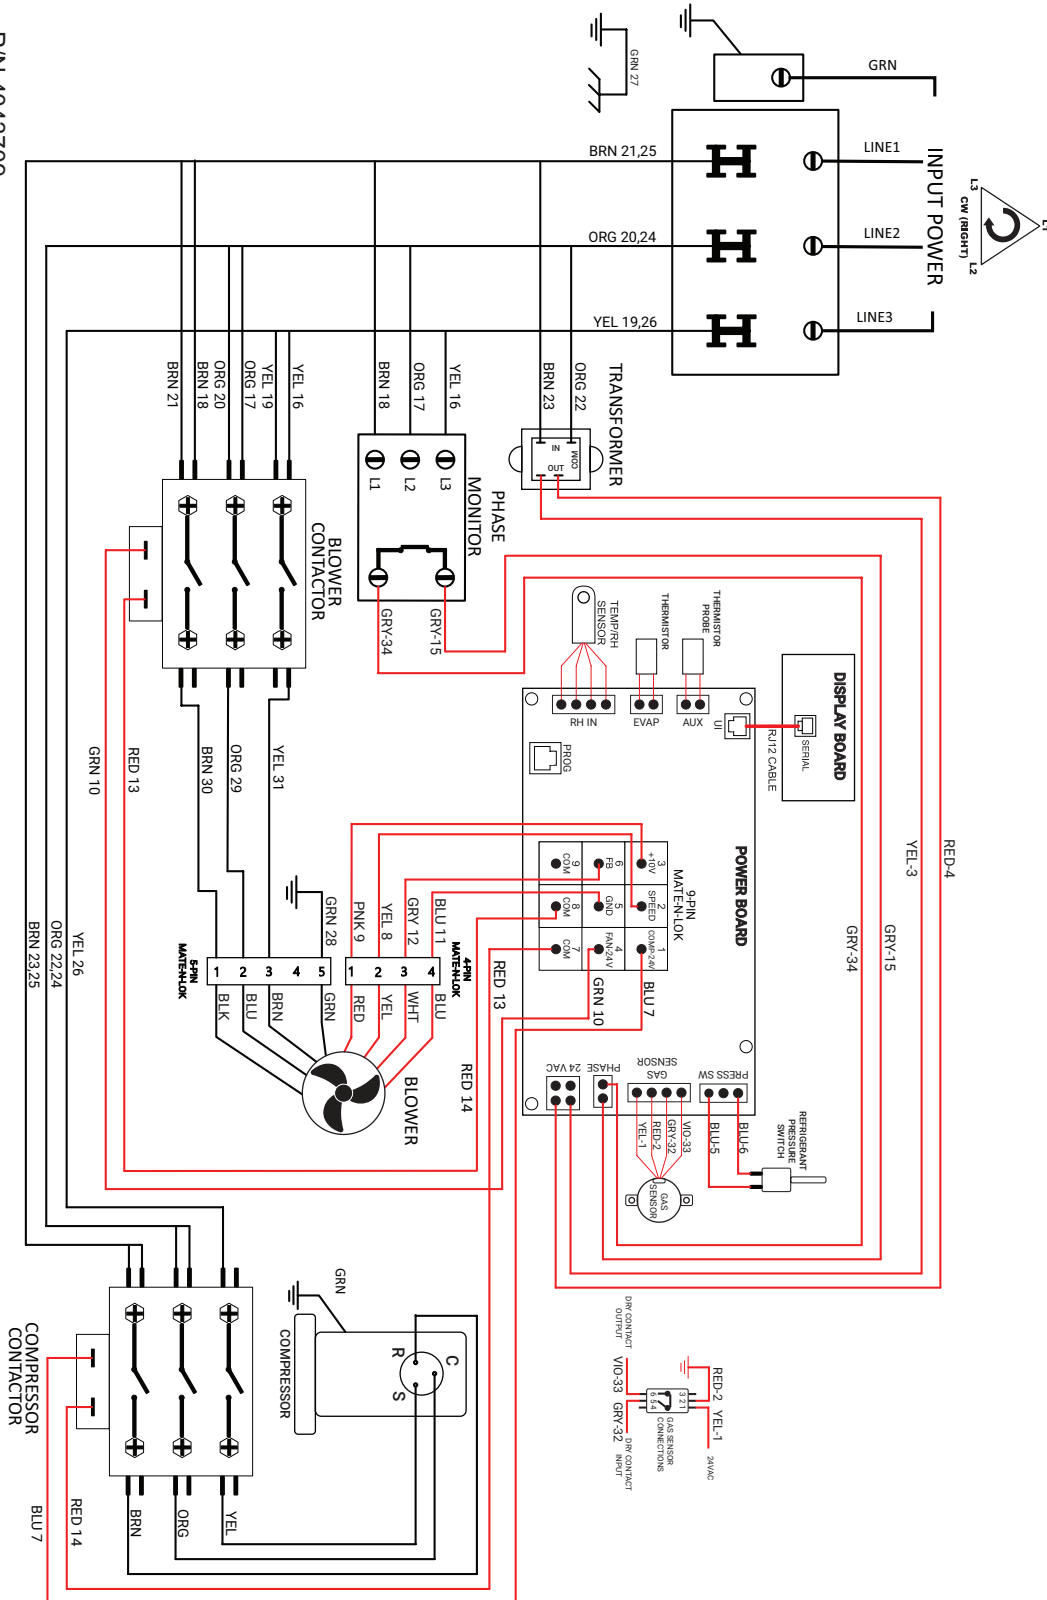 GRN
GRN 27
LINE1
LINE2
LINE3
INPUT POWER
L3
CW (RIGHT)
L2
BRN 21,25
ORG 20,24
YEL 19,26
BRN 21
BRN 18
ORG 20
ORG 17
YEL 19
YEL 16
BRN 18
ORG 17
YEL 16
BRN 23
ORG 22
TRANSFORMER
IN
COM
OUT
L1
L2
L3
PHASE
MONITOR
GRY-34
GRY-15
BLOWER
CONTACTOR
GRN 10
RED 13
BRN 30
ORG 29
YEL 31
TEMP/RH
SENSOR
THERMISTOR
THERMISTOR
PROBE
RH IN
EVAP
AUX
UI
PROG
DISPLAY BOARD
SERIAL
RJ12 CABLE
POWER BOARD
9-PIN
MATE-N-LOK
3
+10V
2
SPEED
1
COMP-24V
6
FB
5
GND
4
FAN-24V
9
COM
8
COM
7
COM
YEL-3
RED-4
GRY-34
GRY-15
GRN 28
PNK 9
YEL 8
GRY 12
BLU 11
5-PIN
MATE-N-LOK
4-PIN
MATE-N-LOK
1 2 3 4 5
1 2 3 4
BLK
BLU
BRN
GRN
RED
YEL
WHT
BLU
BLOWER
RED 13
GRN 10
BLU 7
RED 14
BRN 23,25
ORG 22,24
YEL 26
24 VAC
PHASE
GAS
SENSOR
PRESS SW
YEL-1
RED-2
GRY-32
VIO-33
BLU-5
BLU-6
REFRIGERANT
PRESSURE
SWITCH
GAS
SENSOR
COMPRESSOR
CONTACTOR
GRN
COMPRESSOR
R
C
S
BRN
ORG
YEL
BLU 7
RED 14
DRY CONTACT
OUTPUT
VIO-33
GRY-32
DRY CONTACT
INPUT
RED-2
YEL-1
24VAC
3 2 1
6 5 4
GAS SENSOR
CONNECTIONS